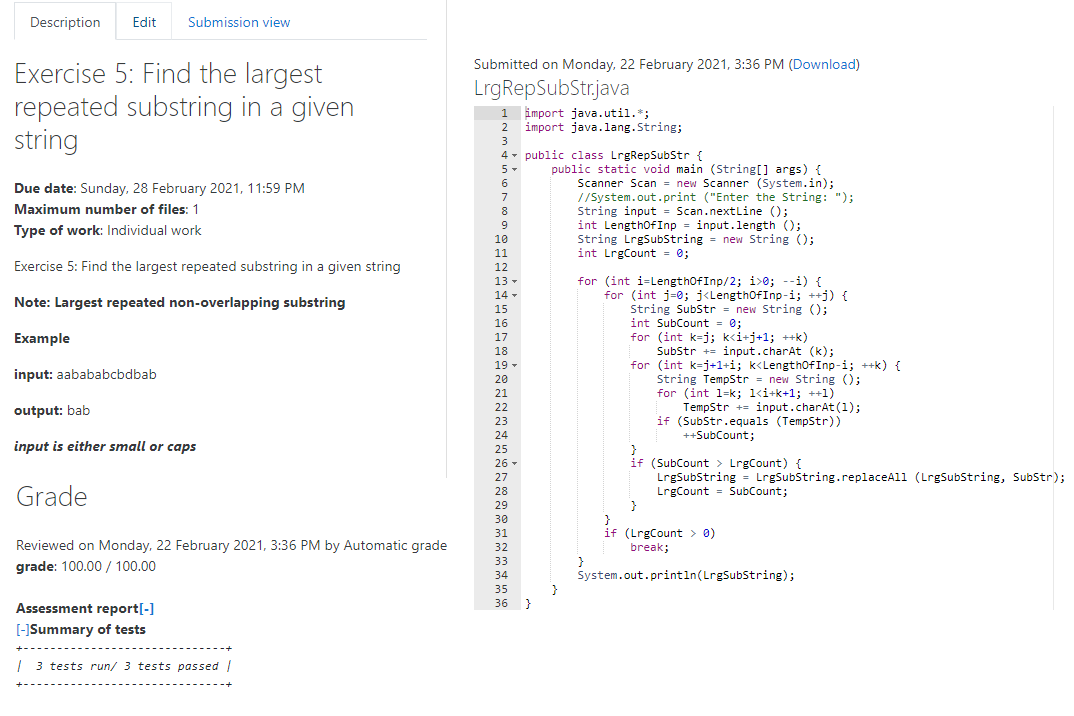 Description Edit Submission view
Exercise 5: Find the largest
repeated substring in a given
string
Due date: Sunday, 28 February 2021, 11:59 PM
Maximum number of files: 1
Type of work: Individual work
Exercise 5: Find the largest repeated substring in a given string
Note: Largest repeated non-overlapping substring
Example
input: aabababcbdbab
output: bab
input is either small or caps
Grade
Reviewed on Monday, 22 February 2021, 3:36 PM by Automatic grade
grade: 100.00 / 100.00
Assessment report[-]
[-]Summary of tests
+------------------------------+
| 3 tests run/ 3 tests passed |
+------------------------------+
Submitted on Monday, 22 February 2021, 3:36 PM (Download)
LrgRepSubStr.java
1 import java.util.*;
2 import java.lang.String;
3
4 public class LrgRepSubStr {
5     public static void main (String[] args) {
6         Scanner Scan = new Scanner (System.in);
7         //System.out.print ("Enter the String: ");
8         String input = Scan.nextLine ();
9         int LengthOfInp = input.length ();
10         String LrgSubString = new String ();
11         int LrgCount = 0;
12
13         for (int i=LengthOfInp/2; i>0; --i) {
14             for (int j=0; j<LengthOfInp-i; ++j) {
15                 String SubStr = new String ();
16                 int SubCount = 0;
17                 for (int k=j; k<i+j+1; ++k)
18                     SubStr += input.charAt (k);
19                 for (int k=j+1+i; k<LengthOfInp-i; ++k) {
20                     String TempStr = new String ();
21                     for (int l=k; l<i+k+1; ++l)
22                         TempStr += input.charAt(l);
23                     if (SubStr.equals (TempStr))
24                         ++SubCount;
25                 }
26                 if (SubCount > LrgCount) {
27                     LrgSubString = LrgSubString.replaceAll (LrgSubString, SubStr);
28                     LrgCount = SubCount;
29                 }
30             }
31             if (LrgCount > 0)
32                 break;
33         }
34         System.out.println(LrgSubString);
35     }
36 }